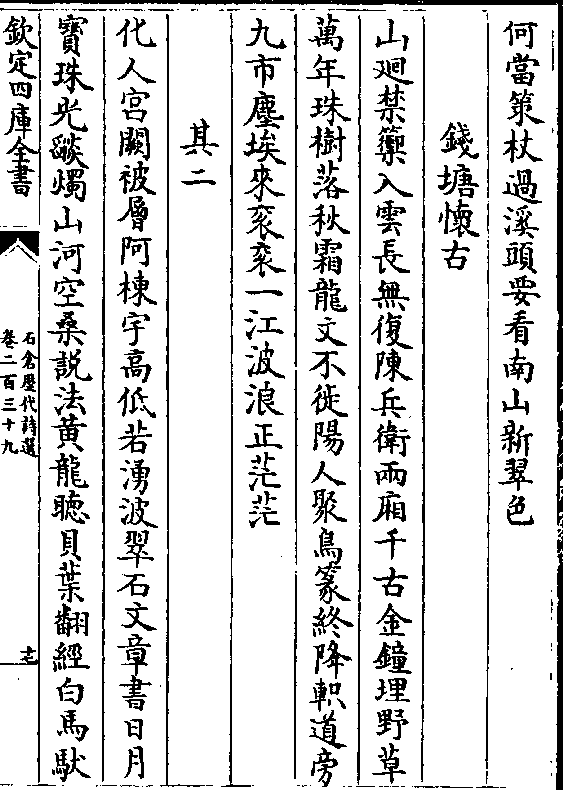 何當策杖過溪頭要看南山新翠色
錢塘懷古
山廻禁籞入雲長無復陳兵衛兩廂千古金鐘埋野草
萬年珠樹落秋霜龍文不徙陽人聚鳥篆終降軹道旁
九市塵埃來衮衮一江波浪正茫茫
其二
化人宮闕被層阿棟宇高低若湧波翠石文章書日月
寶珠光燄燭山河空桑説法黄龍聴貝葉翻經白馬馱
欽定四庫全書
石倉歴代詩選
卷二百三十九
十七